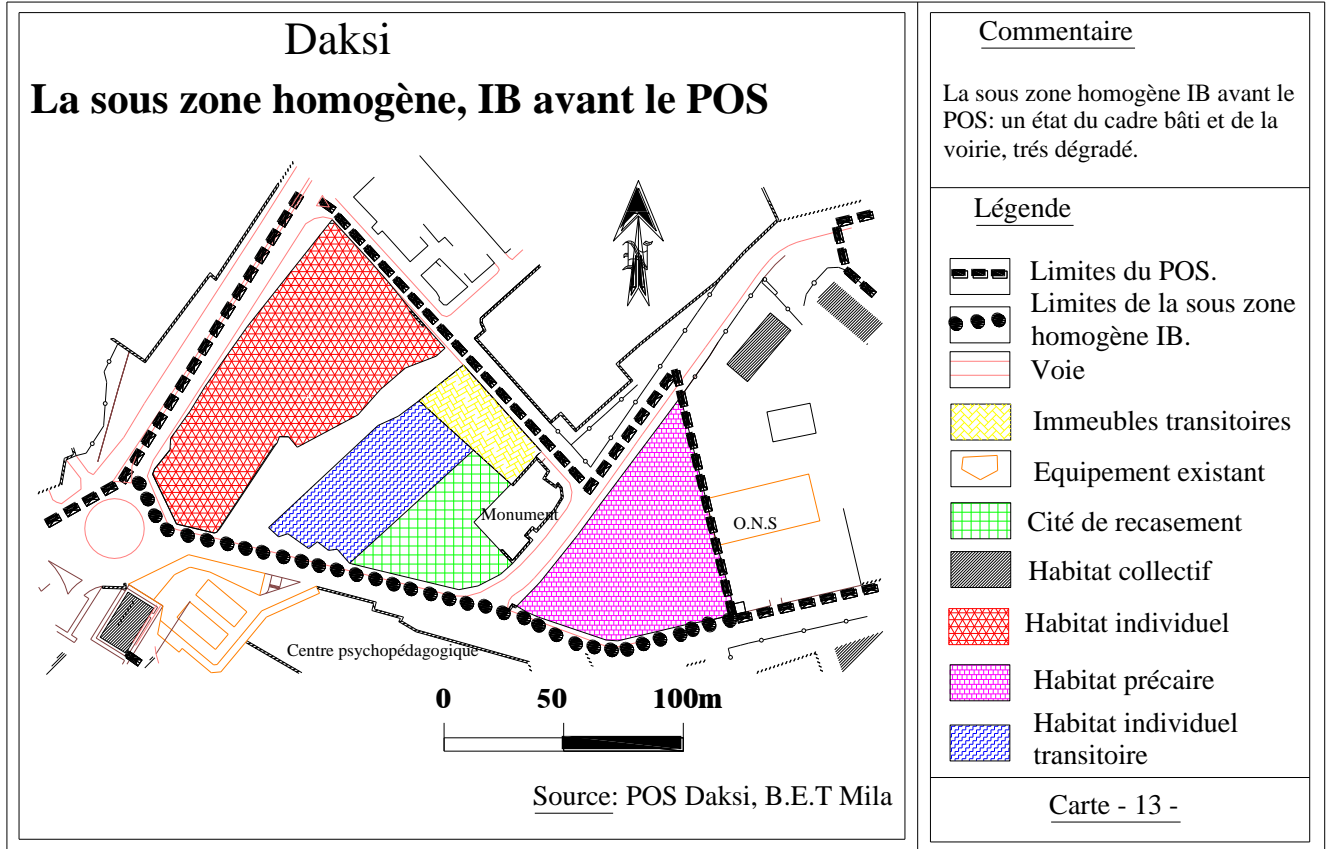 Daksi
La sous zone homogène, IB avant le POS
Monument
O.N.S
Centre psychopédagogique
0 50 100m
Source: POS Daksi, B.E.T Mila
Commentaire
La sous zone homogène IB avant le
POS: un état du cadre bâti et de la
voirie, trés dégradé.
Légende
Limites du POS.
Limites de la sous zone
homogène IB.
Voie
Immeubles transitoires
Equipement existant
Cité de recasement
Habitat collectif
Habitat individuel
Habitat précaire
Habitat individuel
transitoire
Carte - 13 -